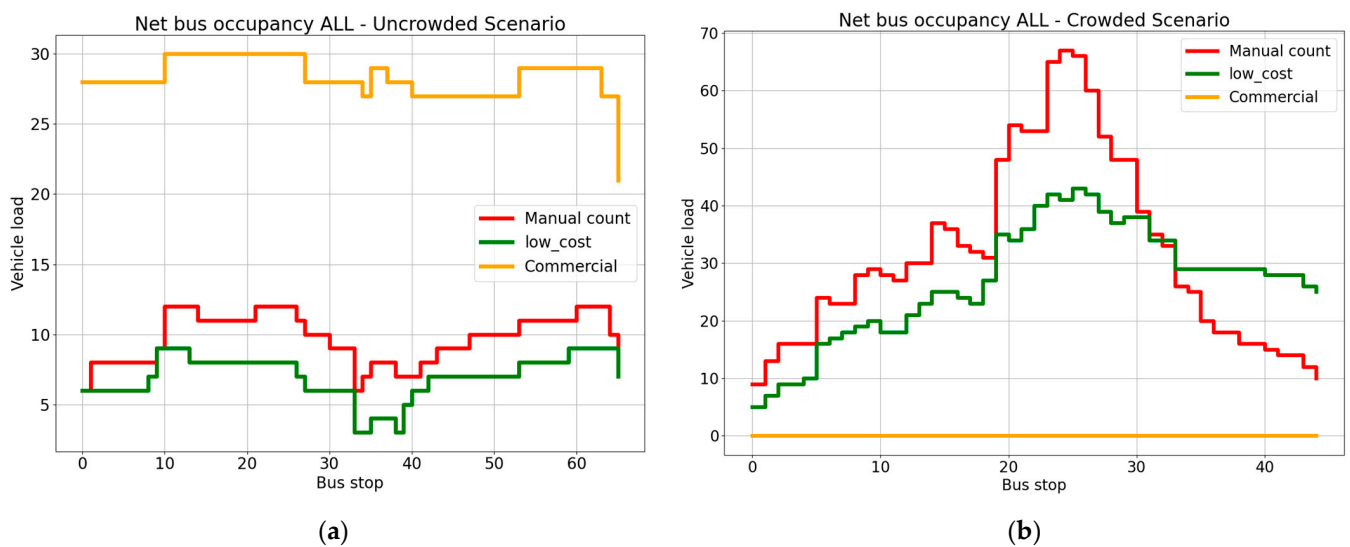 Net bus occupancy ALL - Uncrowded Scenario
30
25
20
15
10
5
Vehicle load
Manual count
low_cost
Commercial
0 10 20 30 40 50 60
Bus stop
(a)
Net bus occupancy ALL - Crowded Scenario
70
60
50
40
30
20
10
0
Vehicle load
Manual count
low_cost
Commercial
0 10 20 30 40
Bus stop
(b)